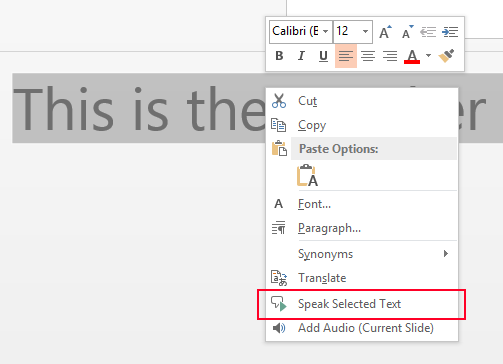 Calibri (E 12 A A
B I U A
This is the er
Cut
Copy
Paste Options:
A
A Font...
Paragraph...
Synonyms
Translate
Speak Selected Text
Add Audio (Current Slide)